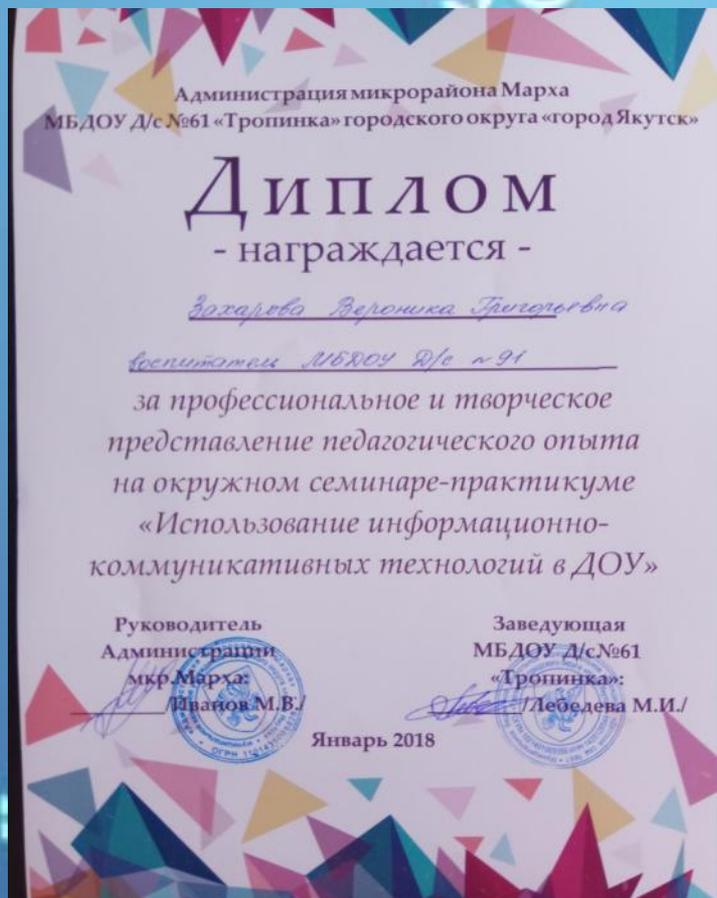 Администрация микрорайона Марха
МБДОУ Д/с №61 «Тропинка» городского округа «город Якутск»
Диплом
- награждается -
Захарова Вероника Григорьевна
воспитатель МБДОУ Д/с № 91
за профессиональное и творческое
представление педагогического опыта
на окружном семинаре-практикуме
«Использование информационно-
коммуникативных технологий в ДОУ»
Руководитель
Администрации
мкр.Марха:
/Иванов М.В./
Заведующая
МБДОУ Д/с№61
«Тропинка»:
/Лебедева М.И./
Январь 2018